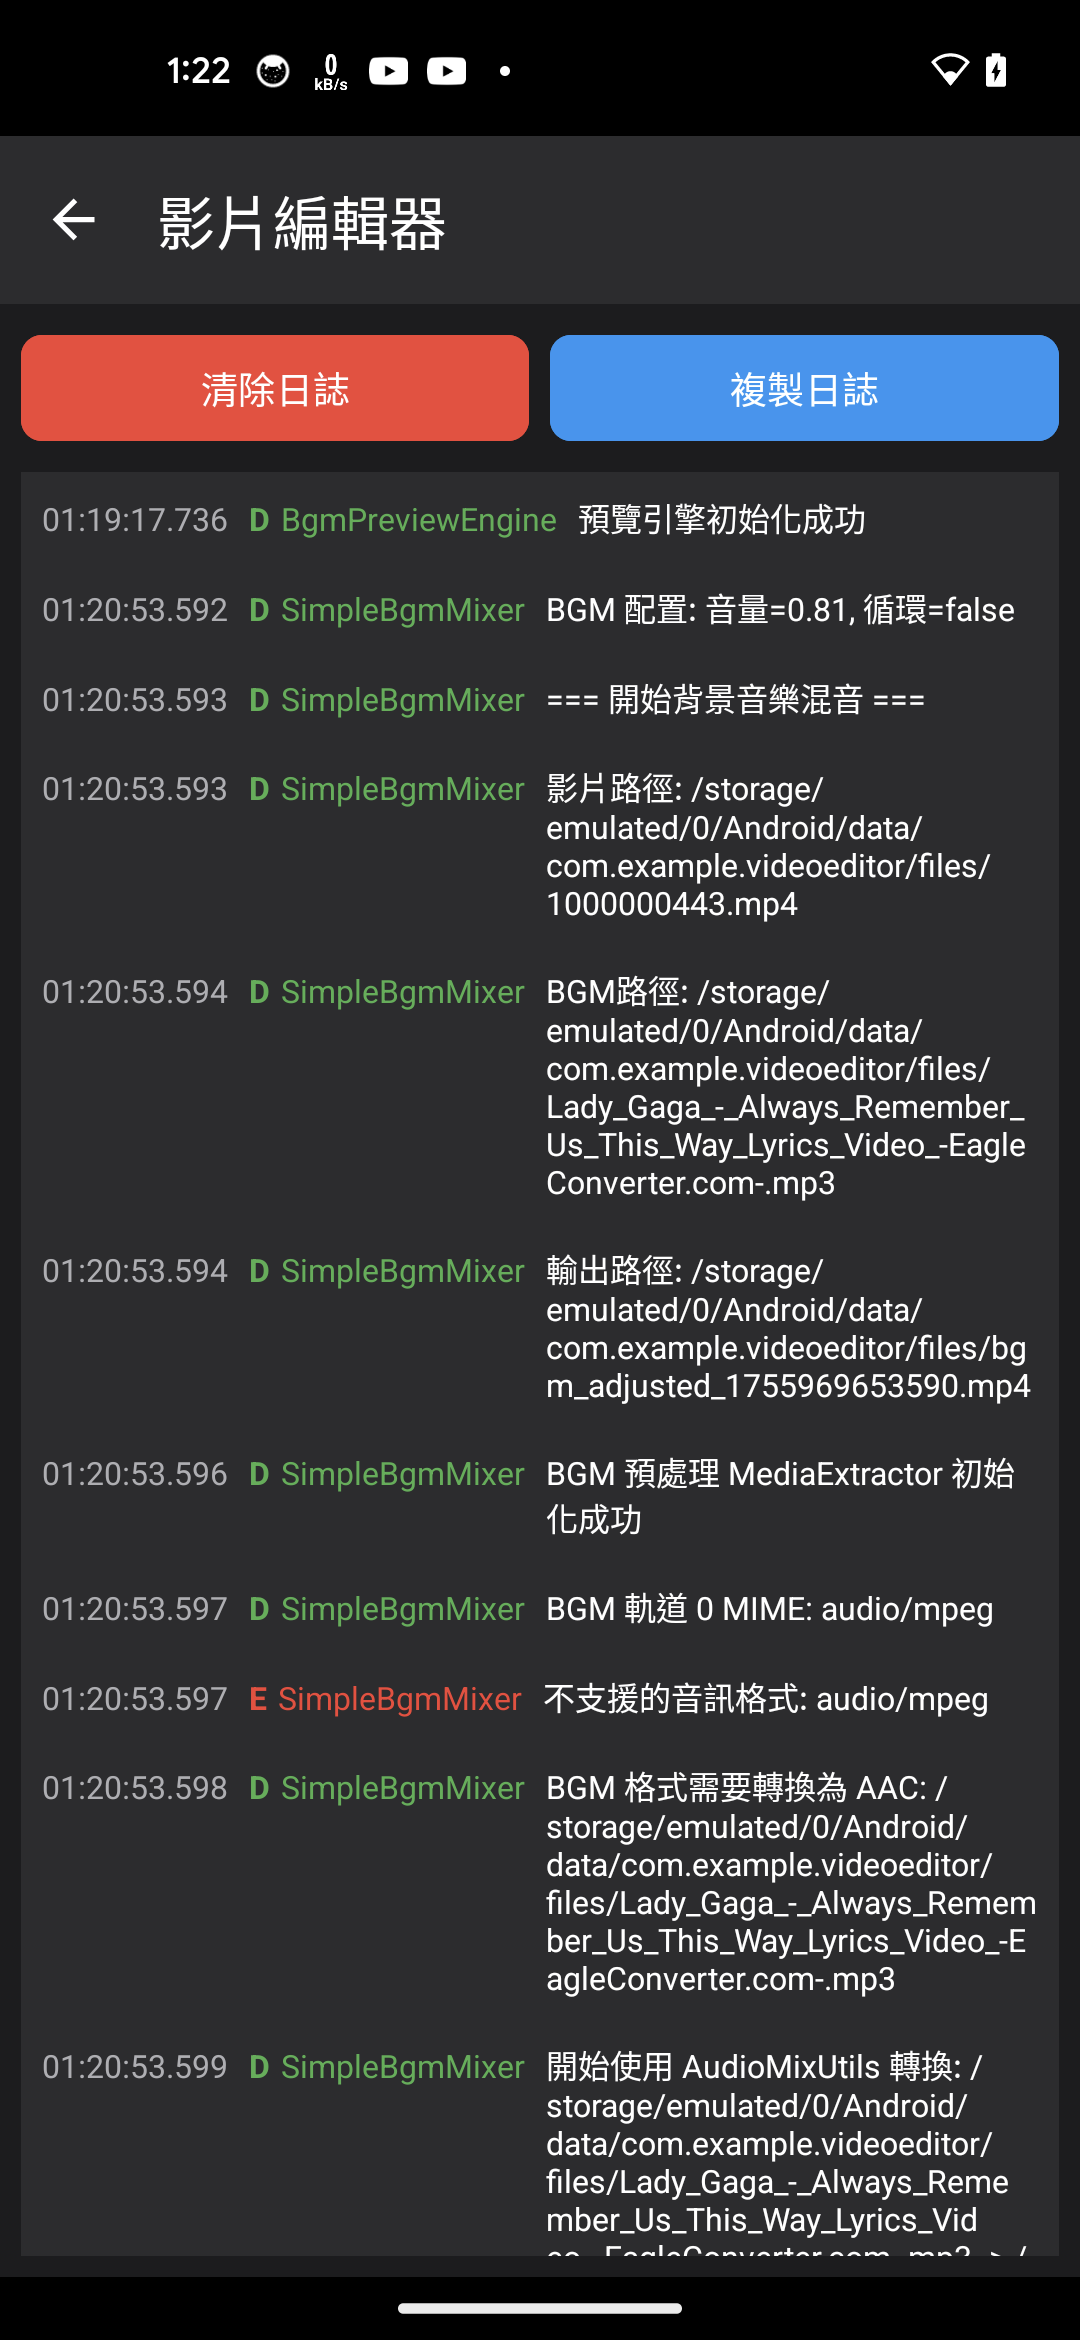 1:22 0 kB/s
影片編輯器
清除日誌 複製日誌
01:19:17.736 D BgmPreviewEngine 預覽引擎初始化成功
01:20:53.592 D SimpleBgmMixer BGM 配置: 音量=0.81, 循環=false
01:20:53.593 D SimpleBgmMixer === 開始背景音樂混音 ===
01:20:53.593 D SimpleBgmMixer 影片路徑: /storage/
emulated/0/Android/data/
com.example.videoeditor/files/
1000000443.mp4
01:20:53.594 D SimpleBgmMixer BGM路徑: /storage/
emulated/0/Android/data/
com.example.videoeditor/files/
Lady_Gaga_-_Always_Remember_
Us_This_Way_Lyrics_Video_-Eagle
Converter.com-.mp3
01:20:53.594 D SimpleBgmMixer 輸出路徑: /storage/
emulated/0/Android/data/
com.example.videoeditor/files/bg
m_adjusted_1755969653590.mp4
01:20:53.596 D SimpleBgmMixer BGM 預處理 MediaExtractor 初始
化成功
01:20:53.597 D SimpleBgmMixer BGM 軌道 0 MIME: audio/mpeg
01:20:53.597 E SimpleBgmMixer 不支援的音訊格式: audio/mpeg
01:20:53.598 D SimpleBgmMixer BGM 格式需要轉換為 AAC: /
storage/emulated/0/Android/
data/com.example.videoeditor/
files/Lady_Gaga_-_Always_Remem
ber_Us_This_Way_Lyrics_Video_-E
agleConverter.com-.mp3
01:20:53.599 D SimpleBgmMixer 開始使用 AudioMixUtils 轉換: /
storage/emulated/0/Android/
data/com.example.videoeditor/
files/Lady_Gaga_-_Always_Reme
mber_Us_This_Way_Lyrics_Vid